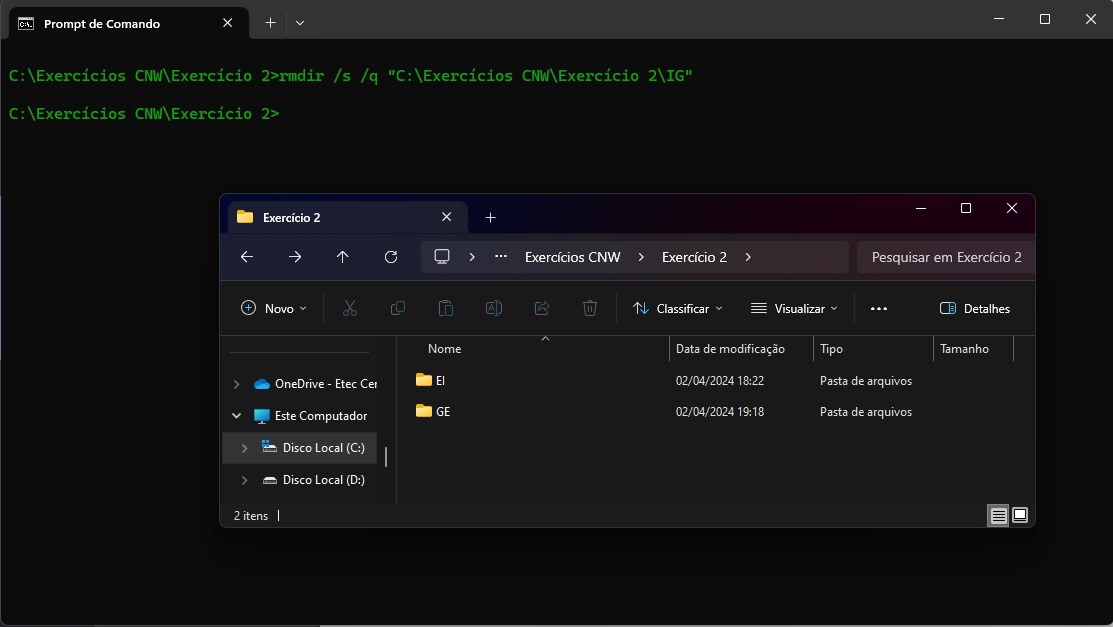 Prompt de Comando
C:\Exercícios CNW\Exercício 2>rmdir /s /q "C:\Exercícios CNW\Exercício 2\IG"
C:\Exercícios CNW\Exercício 2>
Exercício 2
Exercícios CNW > Exercício 2 >
Pesquisar em Exercício 2
Novo
Classificar
Visualizar
Detalhes
Nome Data de modificação Tipo Tamanho
OneDrive - Etec Cer
EI 02/04/2024 18:22 Pasta de arquivos
Este Computador
GE 02/04/2024 19:18 Pasta de arquivos
Disco Local (C:)
Disco Local (D:)
2 itens